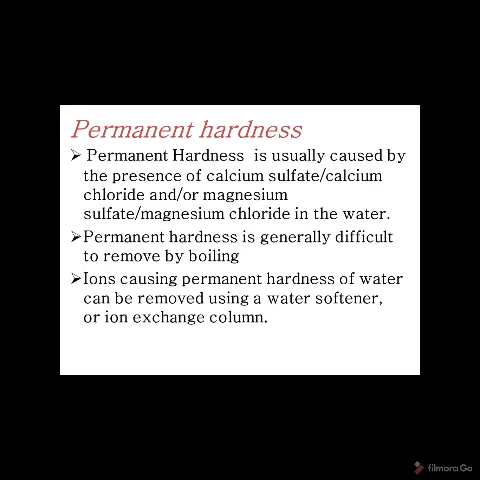 Permanent hardness
➢ Permanent Hardness is usually caused by
the presence of calcium sulfate/calcium
chloride and/or magnesium
sulfate/magnesium chloride in the water.
➢Permanent hardness is generally difficult
to remove by boiling
➢Ions causing permanent hardness of water
can be removed using a water softener,
or ion exchange column.
filmora Go